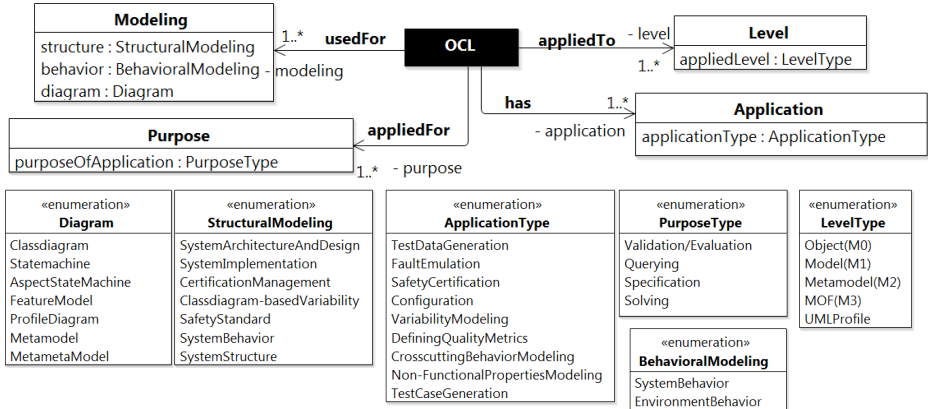 Modeling
structure : StructuralModeling
behavior : BehavioralModeling
diagram : Diagram
1..*
usedFor
- modeling
OCL
appliedTo
- level
1..*
Level
appliedLevel : LevelType
has
1..*
- application
Application
applicationType : ApplicationType
Purpose
purposeOfApplication : PurposeType
appliedFor
1..*
- purpose
«enumeration»
Diagram
Classdiagram
Statemachine
AspectStateMachine
FeatureModel
ProfileDiagram
Metamodel
MetametaModel
«enumeration»
StructuralModeling
SystemArchitectureAndDesign
SystemImplementation
CertificationManagement
Classdiagram-basedVariability
SafetyStandard
SystemBehavior
SystemStructure
«enumeration»
ApplicationType
TestDataGeneration
FaultEmulation
SafetyCertification
Configuration
VariabilityModeling
DefiningQualityMetrics
CrosscuttingBehaviorModeling
Non-FunctionalPropertiesModeling
TestCaseGeneration
«enumeration»
PurposeType
Validation/Evaluation
Querying
Specification
Solving
«enumeration»
LevelType
Object(M0)
Model(M1)
Metamodel(M2)
MOF(M3)
UMLProfile
«enumeration»
BehavioralModeling
SystemBehavior
EnvironmentBehavior